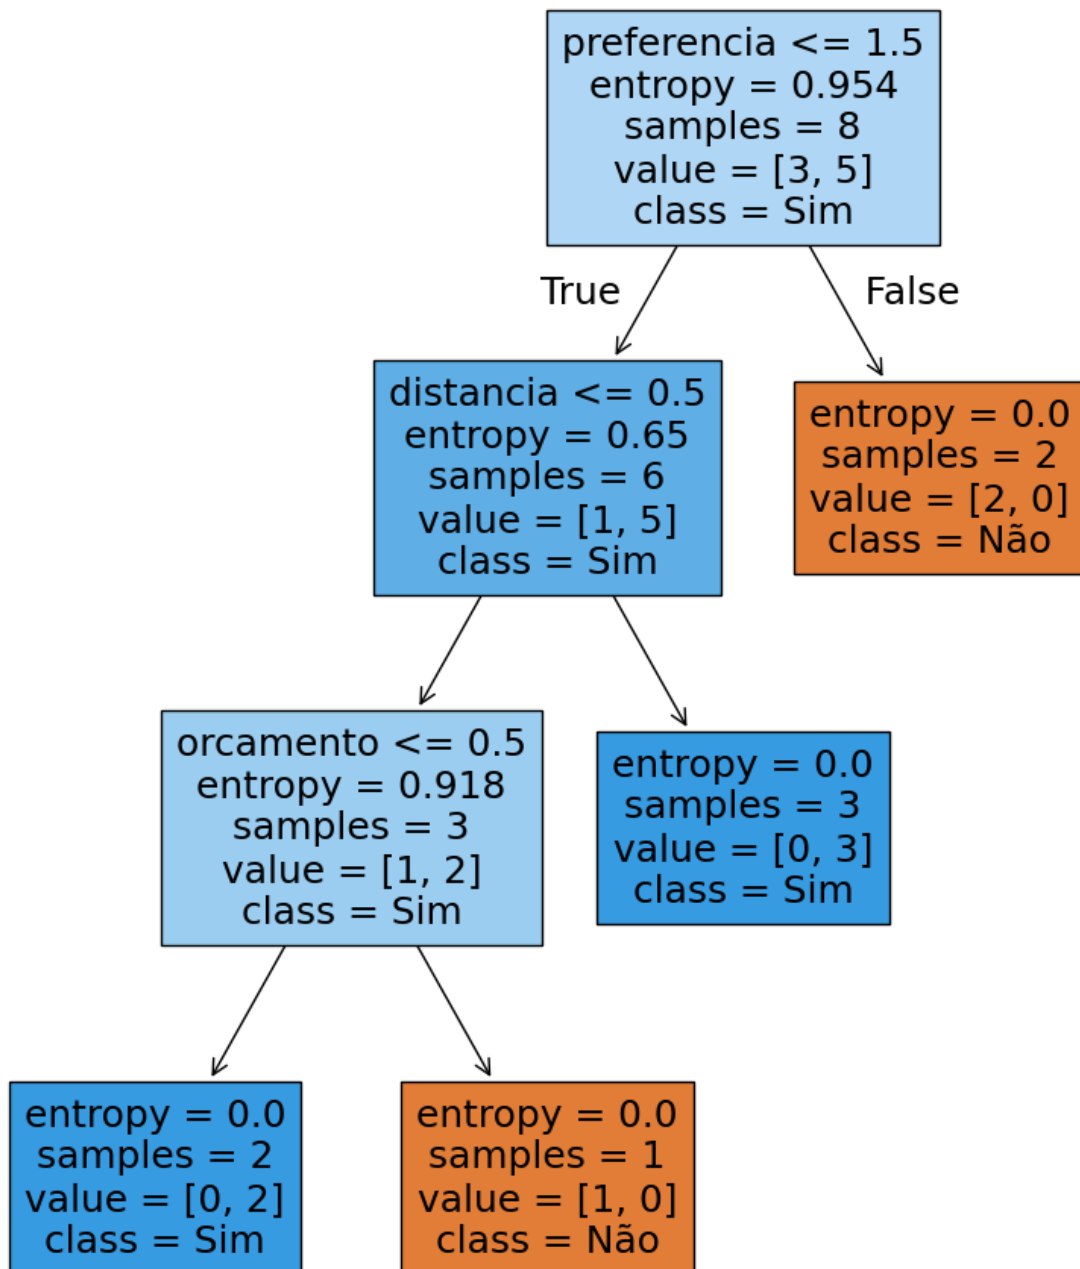 preferencia <= 1.5
entropy = 0.954
samples = 8
value = [3, 5]
class = Sim
True
False
distancia <= 0.5
entropy = 0.65
samples = 6
value = [1, 5]
class = Sim
entropy = 0.0
samples = 2
value = [2, 0]
class = Não
orcamento <= 0.5
entropy = 0.918
samples = 3
value = [1, 2]
class = Sim
entropy = 0.0
samples = 3
value = [0, 3]
class = Sim
entropy = 0.0
samples = 2
value = [0, 2]
class = Sim
entropy = 0.0
samples = 1
value = [1, 0]
class = Não